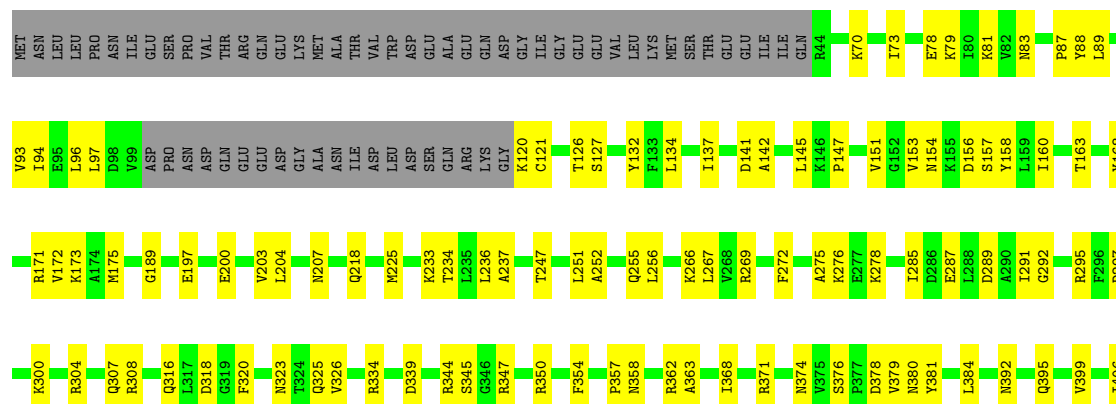 MET ASN LEU LEU PRO ASN ILE GLU SER PRO VAL THR ARG GLN GLU LYS MET ALA THR VAL TRP ASP GLU ALA GLU GLN ASP GLY ILE GLY GLU GLU VAL LEU LYS MET SER THR GLU GLU ILE ILE GLN R44 K70 I73 E78 K79 I80 K81 V82 N83 P87 Y88 L89
V93 I94 E95 L96 L97 D98 V99 ASP PRO ASN ASP GLN GLU GLU ASP GLY ALA ASN ILE ASP LEU ASP SER GLN ARG LYS GLY K120 C121 T126 S127 Y132 F133 L134 I137 D141 A142 L145 K146 P147 V151 G152 V153 N154 K155 D156 S157 Y158 L159 I160 T163
R171 V172 K173 A174 M175 G189 E197 E200 V203 L204 N207 Q218 M225 K233 T234 L235 L236 A237 T247 L251 A252 Q255 L256 K266 L267 V268 R269 F272 A275 K276 E277 K278 I285 D286 E287 L288 D289 A290 I291 G292 R295 F296
K300 R304 Q307 R308 Q316 L317 D318 G319 F320 N323 T324 Q325 V326 R334 D339 R344 S345 G346 R347 R350 F354 P357 N358 R362 A363 I368 R371 N374 V375 S376 P377 D378 V379 N380 Y381 L384 N392 Q395 V399